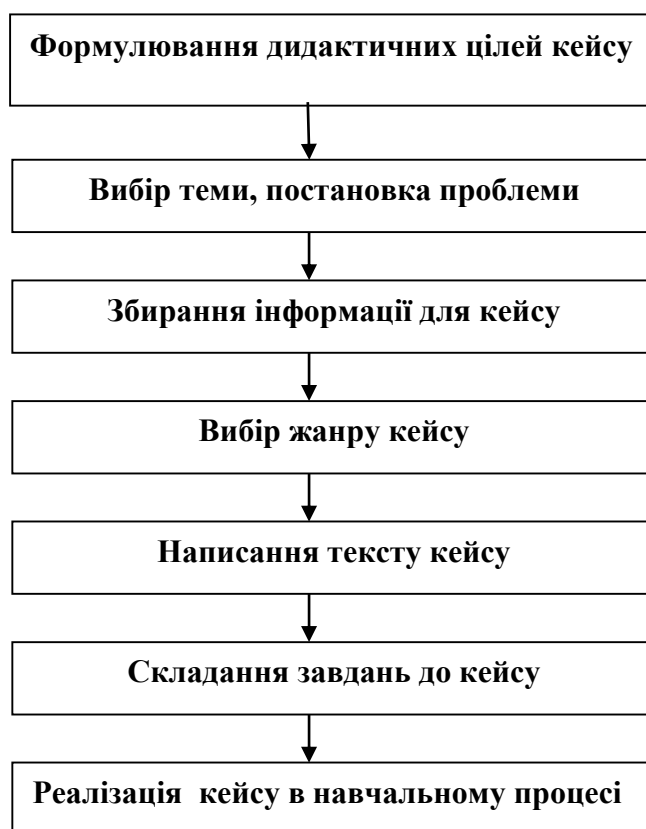 Формулювання дидактичних цілей кейсу
Вибір теми, постановка проблеми
Збирання інформації для кейсу
Вибір жанру кейсу
Написання тексту кейсу
Складання завдань до кейсу
Реалізація кейсу в навчальному процесі